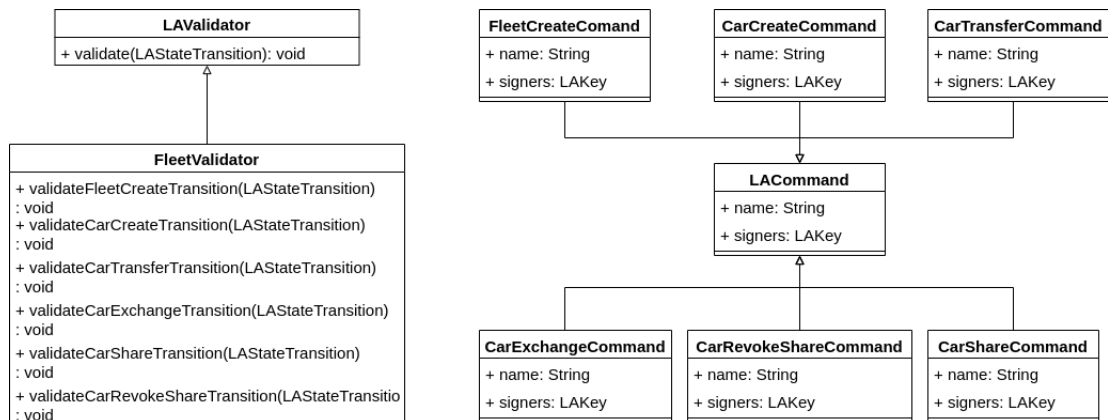 LAValidator
+ validate(LAStateTransition): void
FleetValidator
+ validateFleetCreateTransition(LAStateTransition)
: void
+ validateCarCreateTransition(LAStateTransition)
: void
+ validateCarTransferTransition(LAStateTransition)
: void
+ validateCarExchangeTransition(LAStateTransition)
: void
+ validateCarShareTransition(LAStateTransition)
: void
+ validateCarRevokeShareTransition(LAStateTransitio
: void
FleetCreateComand
+ name: String
+ signers: LAKey
CarCreateCommand
+ name: String
+ signers: LAKey
CarTransferCommand
+ name: String
+ signers: LAKey
LACommand
+ name: String
+ signers: LAKey
CarExchangeCommand
+ name: String
+ signers: LAKey
CarRevokeShareCommand
+ name: String
+ signers: LAKey
CarShareCommand
+ name: String
+ signers: LAKey